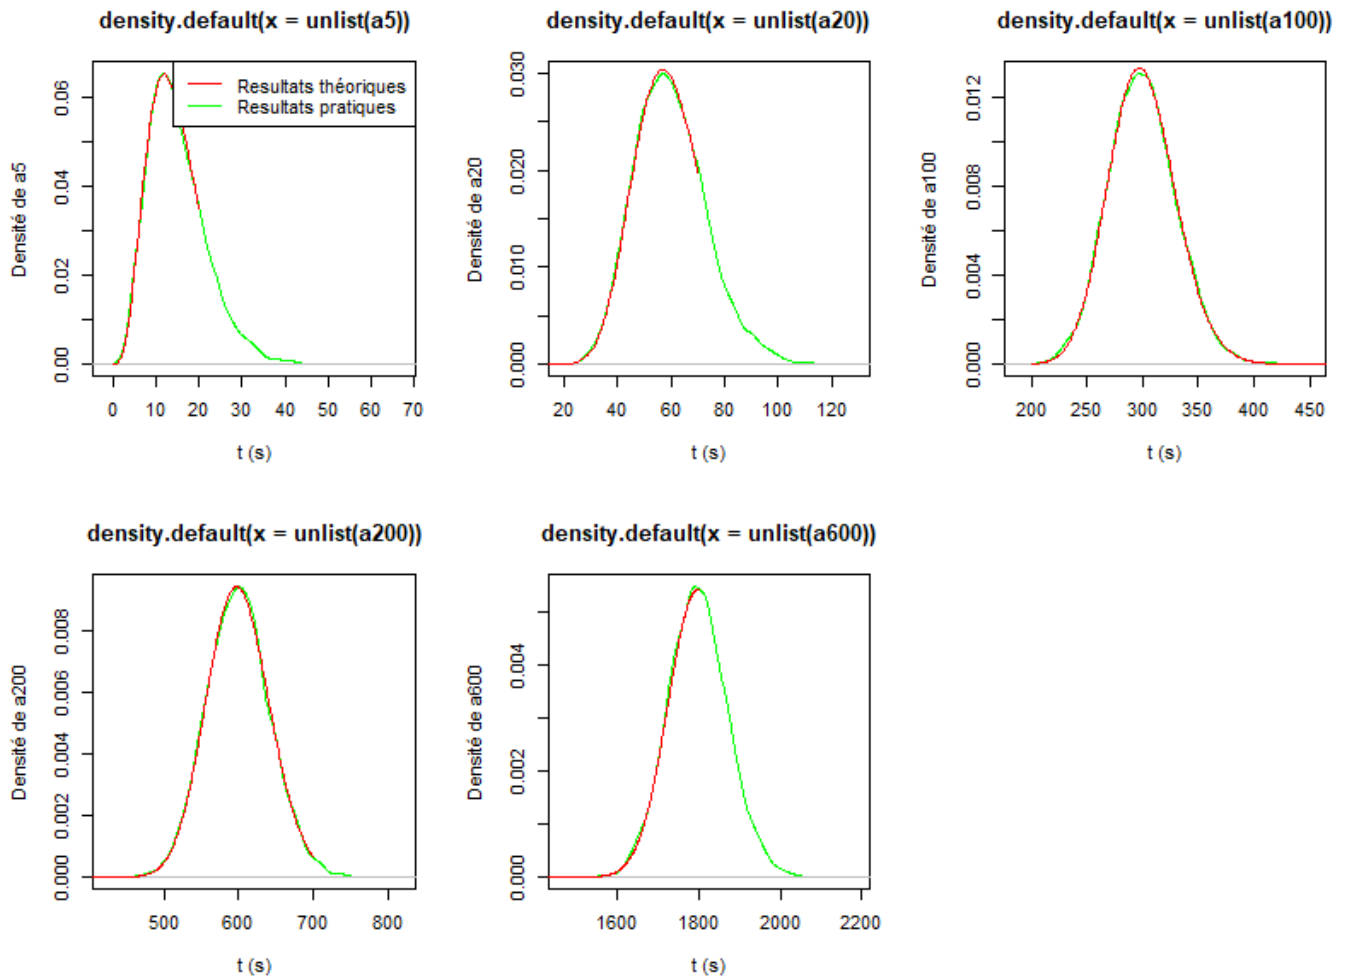 density.default(x = unlist(a5))
Densité de a5
0.00
0.02
0.04
0.06
Resultats théoriques
Resultats pratiques
0 10 20 30 40 50 60 70
t (s)
density.default(x = unlist(a20))
Densité de a20
0.000
0.010
0.020
0.030
20 40 60 80 100 120
t (s)
density.default(x = unlist(a100))
Densité de a100
0.000
0.004
0.008
0.012
200 250 300 350 400 450
t (s)
density.default(x = unlist(a200))
Densité de a200
0.000
0.002
0.004
0.006
0.008
500 600 700 800
t (s)
density.default(x = unlist(a600))
Densité de a600
0.000
0.002
0.004
1600 1800 2000 2200
t (s)